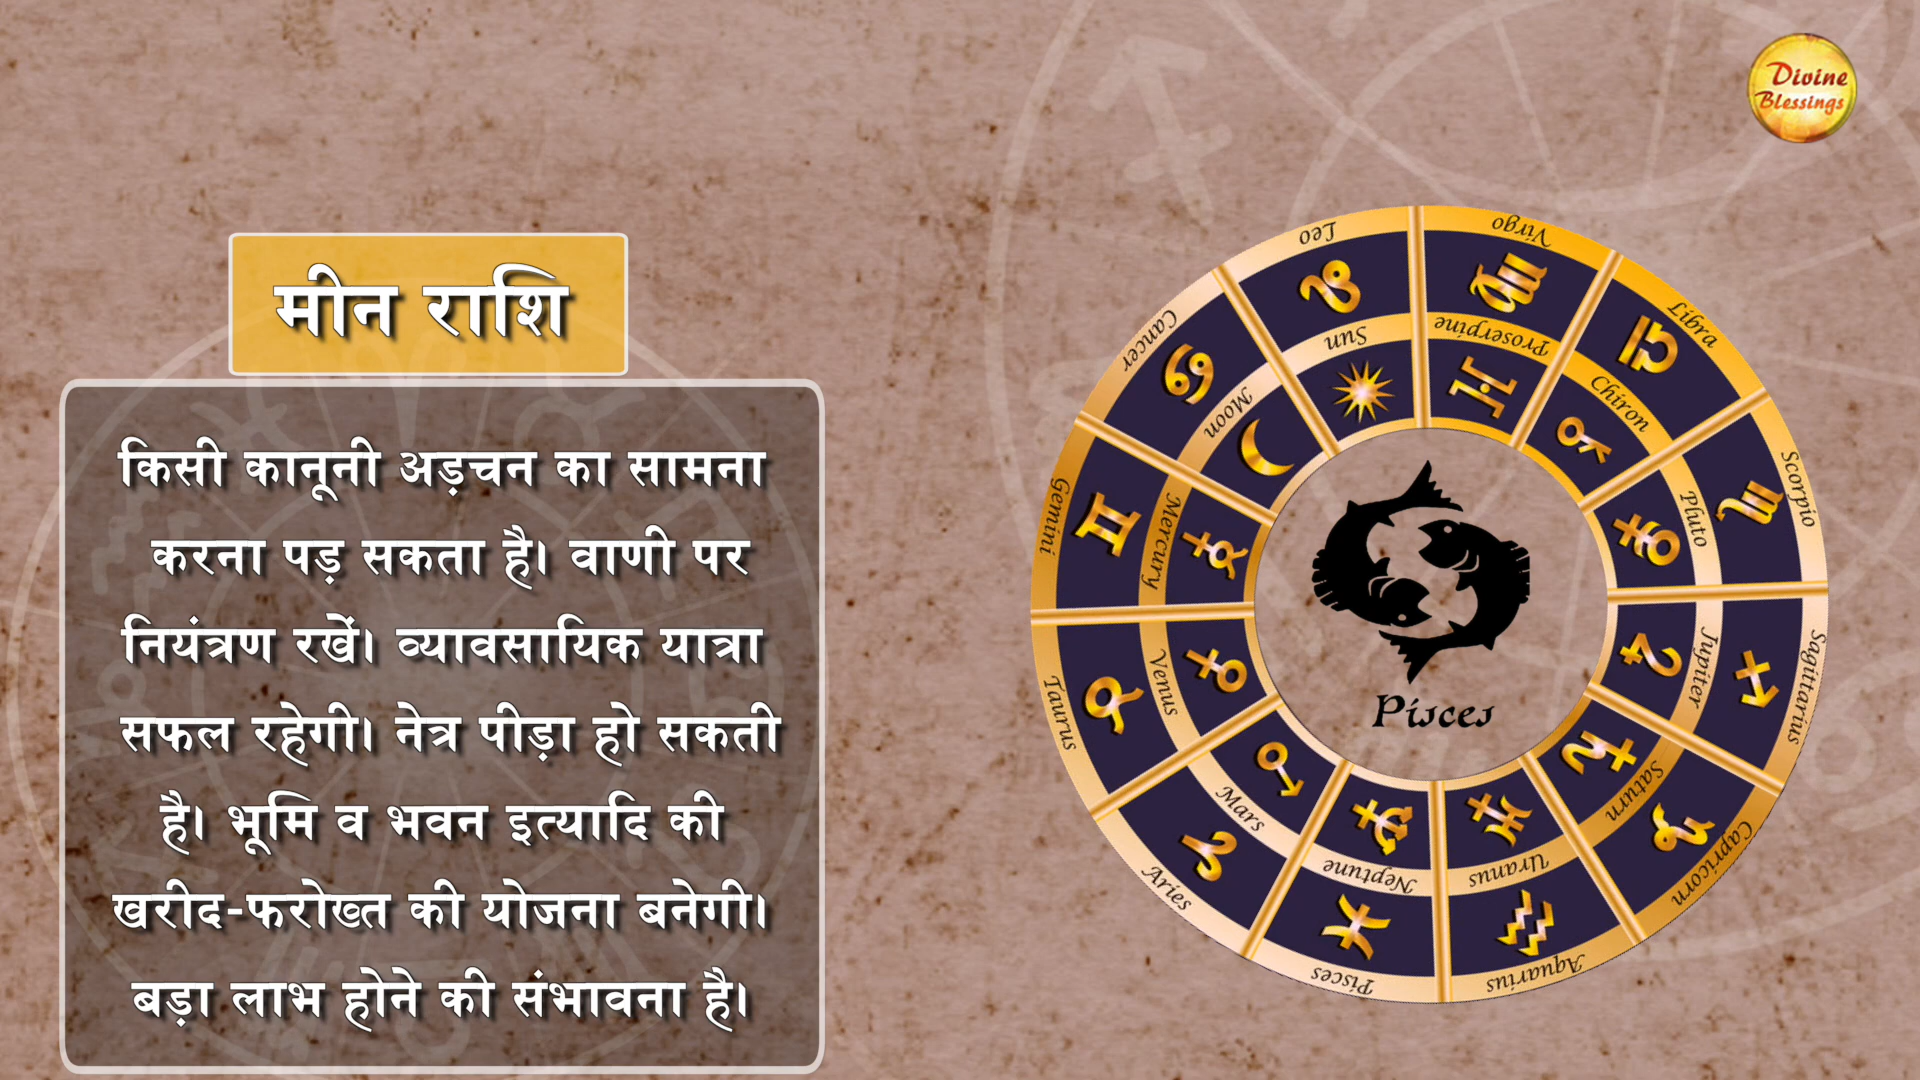 Divine
Blessings
मीन राशि
किसी कानूनी अड़चन का सामना
करना पड़ सकता है। वाणी पर
नियंत्रण रखें। व्यावसायिक यात्रा
सफल रहेगी। नेत्र पीड़ा हो सकती
है। भूमि व भवन इत्यादि की
खरीद-फरोख्त की योजना बनेगी।
बड़ा लाभ होने की संभावना है।
Leo
Virgo
Libra
Scorpio
Sagittarius
Capricorn
Aquarius
Pisces
Aries
Taurus
Gemini
Cancer
Sun
Proserpine
Chiron
Pluto
Jupiter
Saturn
Uranus
Neptune
Mars
Venus
Mercury
Moon
Pisces